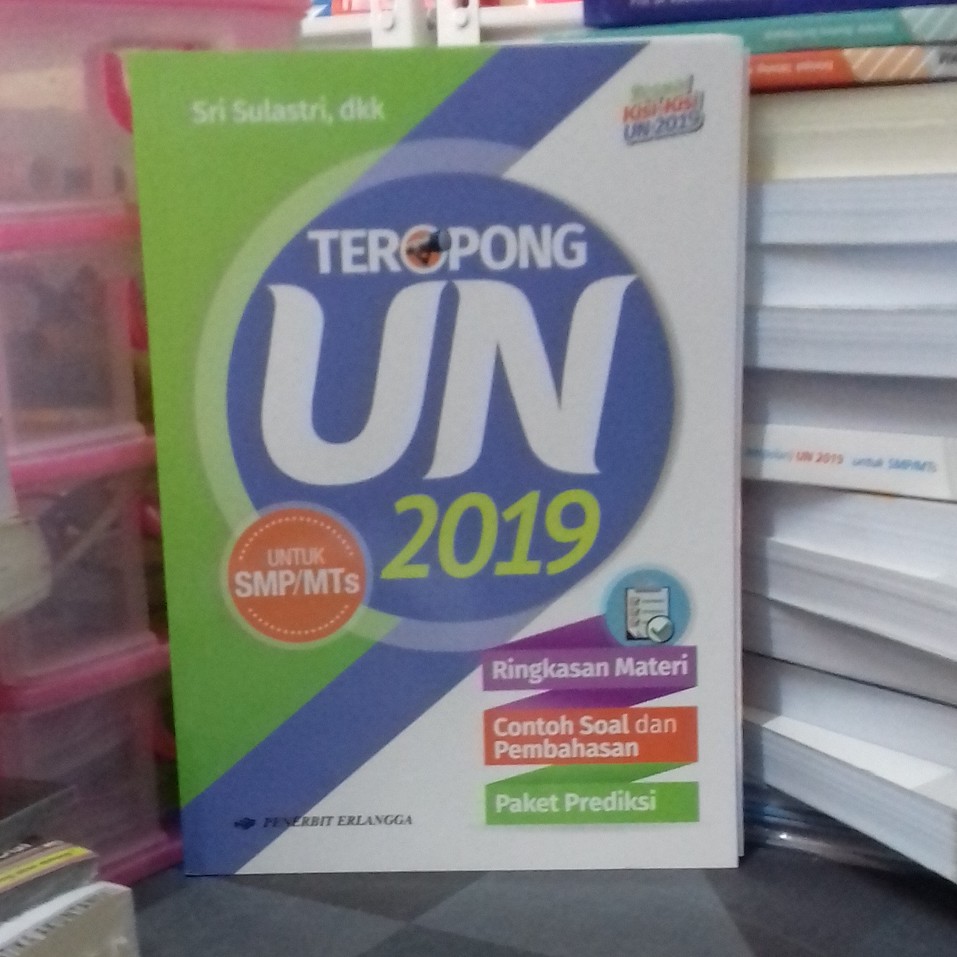 Sri Sulastri, dkk
Sesuai
Kisi-Kisi
UN 2019
TEROPONG
UN
2019
UNTUK
SMP/MTs
Ringkasan Materi
Contoh Soal dan
Pembahasan
Paket Prediksi
PENERBIT ERLANGGA
UN 2019 untuk SMP/MTs